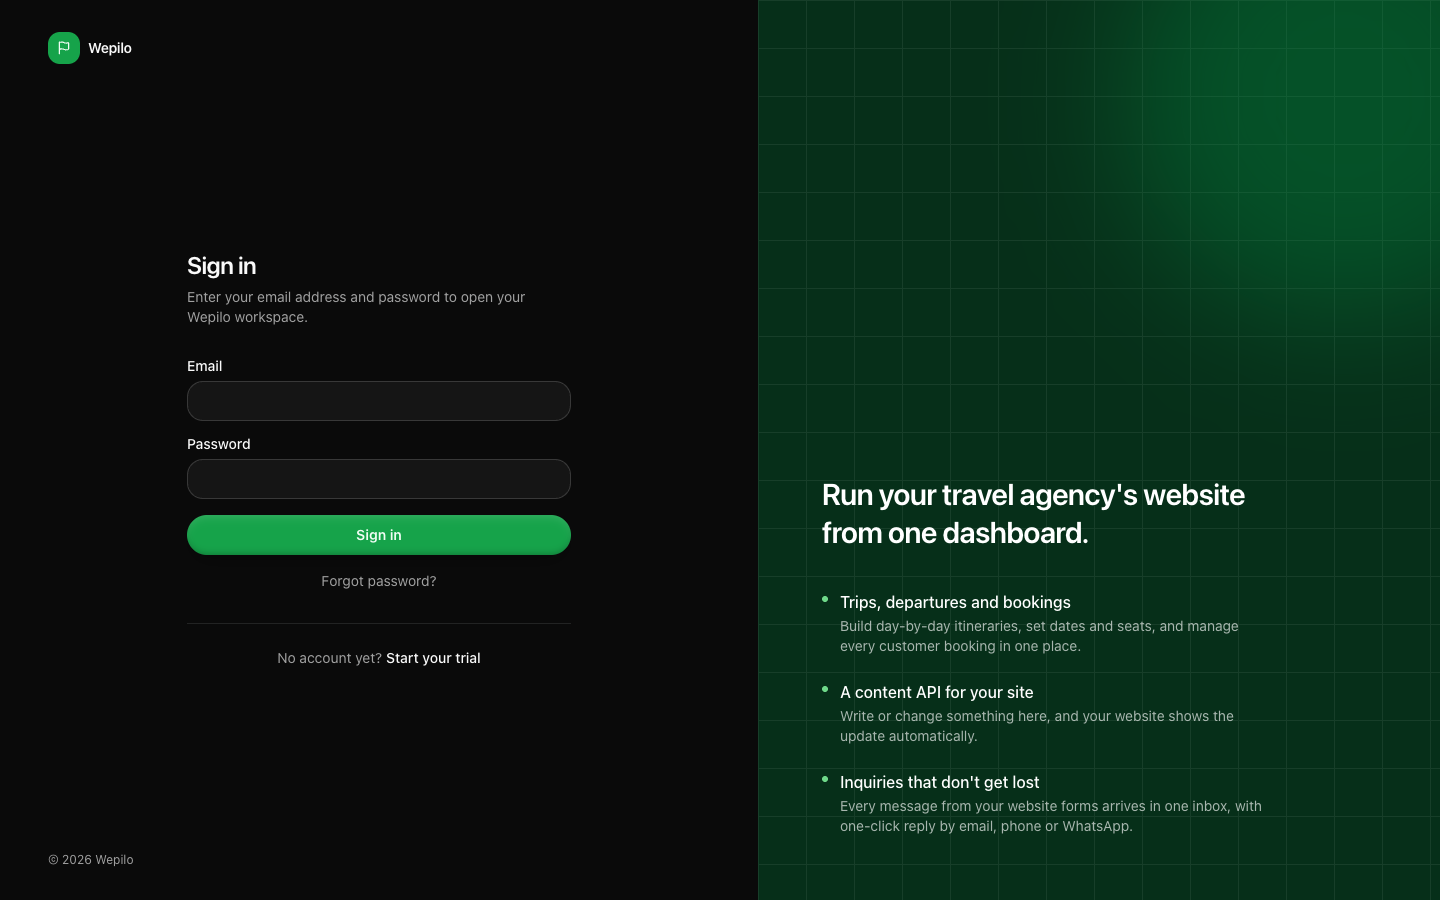 Wepilo
Sign in
Enter your email address and password to open your
Wepilo workspace.
Email
Password
Sign in
Forgot password?
No account yet? Start your trial
© 2026 Wepilo
Run your travel agency's website
from one dashboard.
Trips, departures and bookings
Build day-by-day itineraries, set dates and seats, and manage
every customer booking in one place.
A content API for your site
Write or change something here, and your website shows the
update automatically.
Inquiries that don't get lost
Every message from your website forms arrives in one inbox, with
one-click reply by email, phone or WhatsApp.